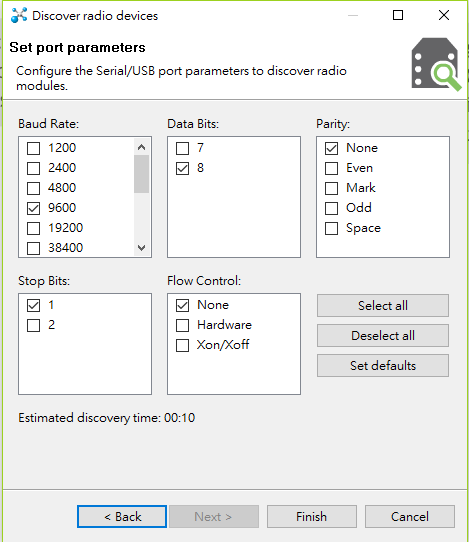 Discover radio devices
Set port parameters
Configure the Serial/USB port parameters to discover radio
modules.
Baud Rate:
1200
2400
4800
9600
19200
38400
Data Bits:
7
8
Parity:
None
Even
Mark
Odd
Space
Stop Bits:
1
2
Flow Control:
None
Hardware
Xon/Xoff
Select all
Deselect all
Set defaults
Estimated discovery time: 00:10
< Back
Next >
Finish
Cancel